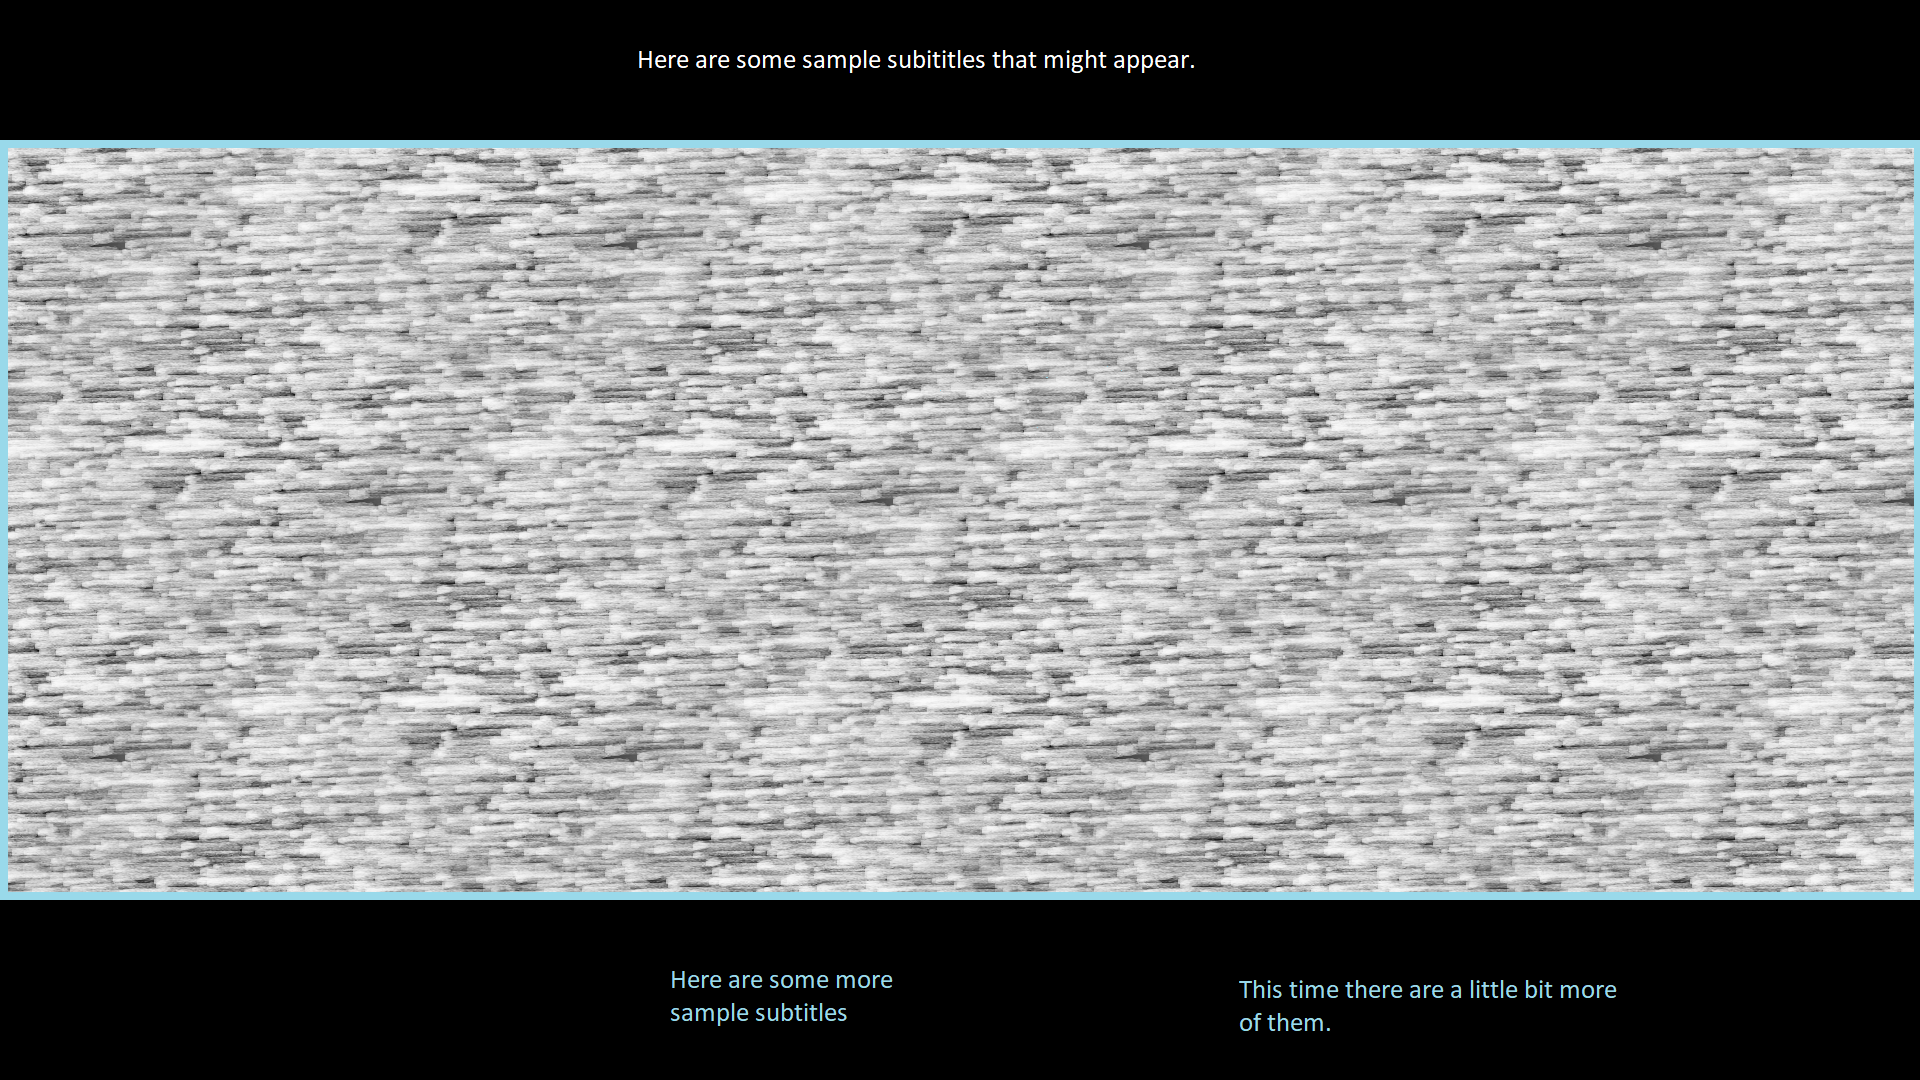 Here are some sample subititles that might appear.
Here are some more
sample subtitles
This time there are a little bit more
of them.